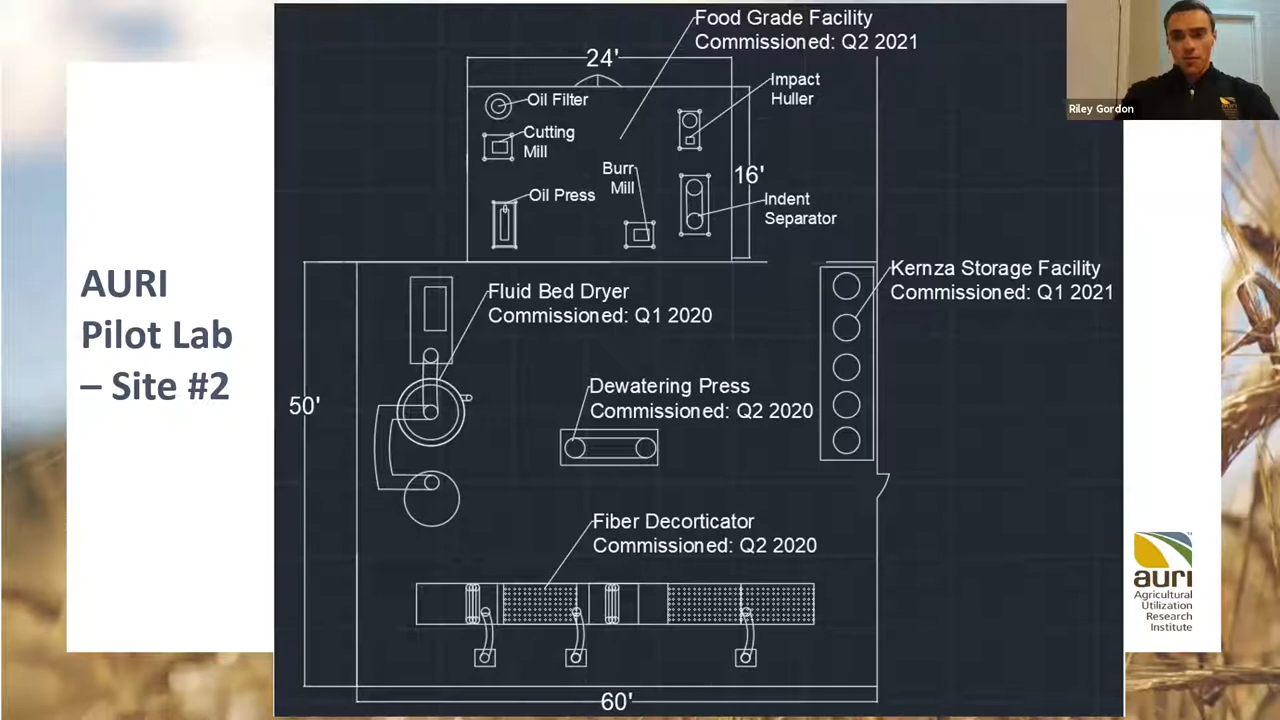 Food Grade Facility
Commissioned: Q2 2021
24'
Impact
Huller
Riley Gordon
auri
Oil Filter
Cutting
Mill
Burr
Mill
16'
Oil Press
Indent
Separator
AURI
Pilot Lab
– Site #2
Kernza Storage Facility
Commissioned: Q1 2021
Fluid Bed Dryer
Commissioned: Q1 2020
50'
Dewatering Press
Commissioned: Q2 2020
Fiber Decorticator
Commissioned: Q2 2020
60'
auri
Agricultural
Utilization
Research
Institute